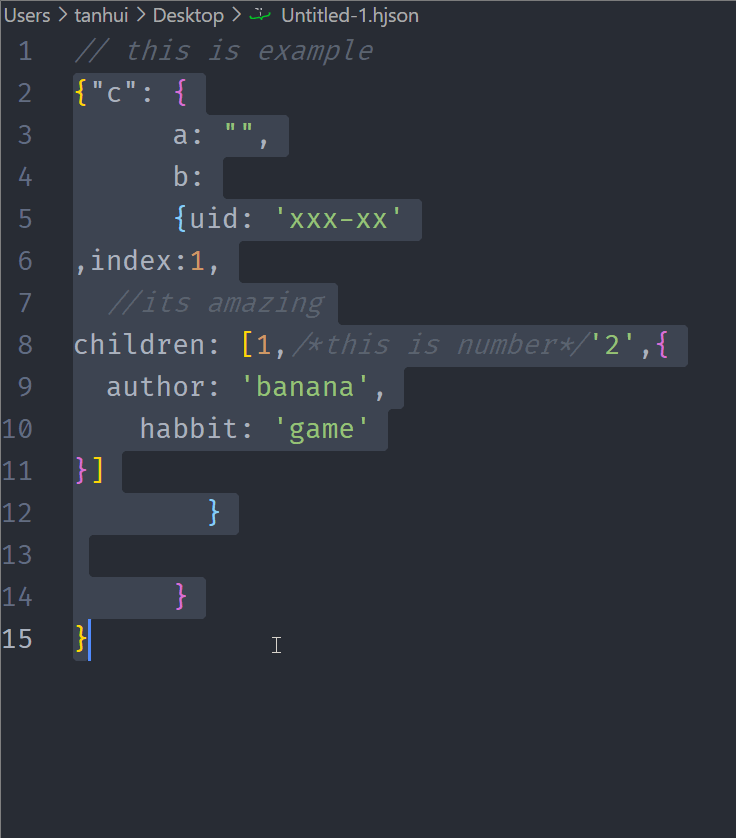 Users > tanhui > Desktop > Untitled-1.hjson
1 // this is example
2 {"c": {
3       a: "",
4       b:
5       {uid: 'xxx-xx'
6 ,index:1,
7   //its amazing
8 children: [1,/*this is number*/'2',{
9   author: 'banana',
10     habbit: 'game'
11 }]
12         }
13
14       }
15 }